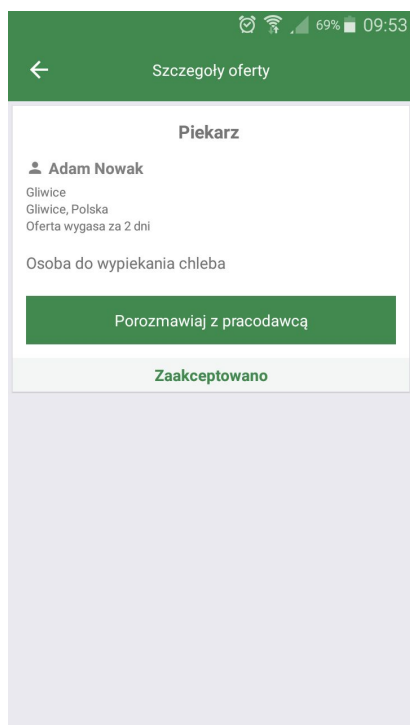 69% 09:53
Szczegoły oferty
Piekarz
Adam Nowak
Gliwice
Gliwice, Polska
Oferta wygasa za 2 dni
Osoba do wypiekania chleba
Porozmawiaj z pracodawcą
Zaakceptowano